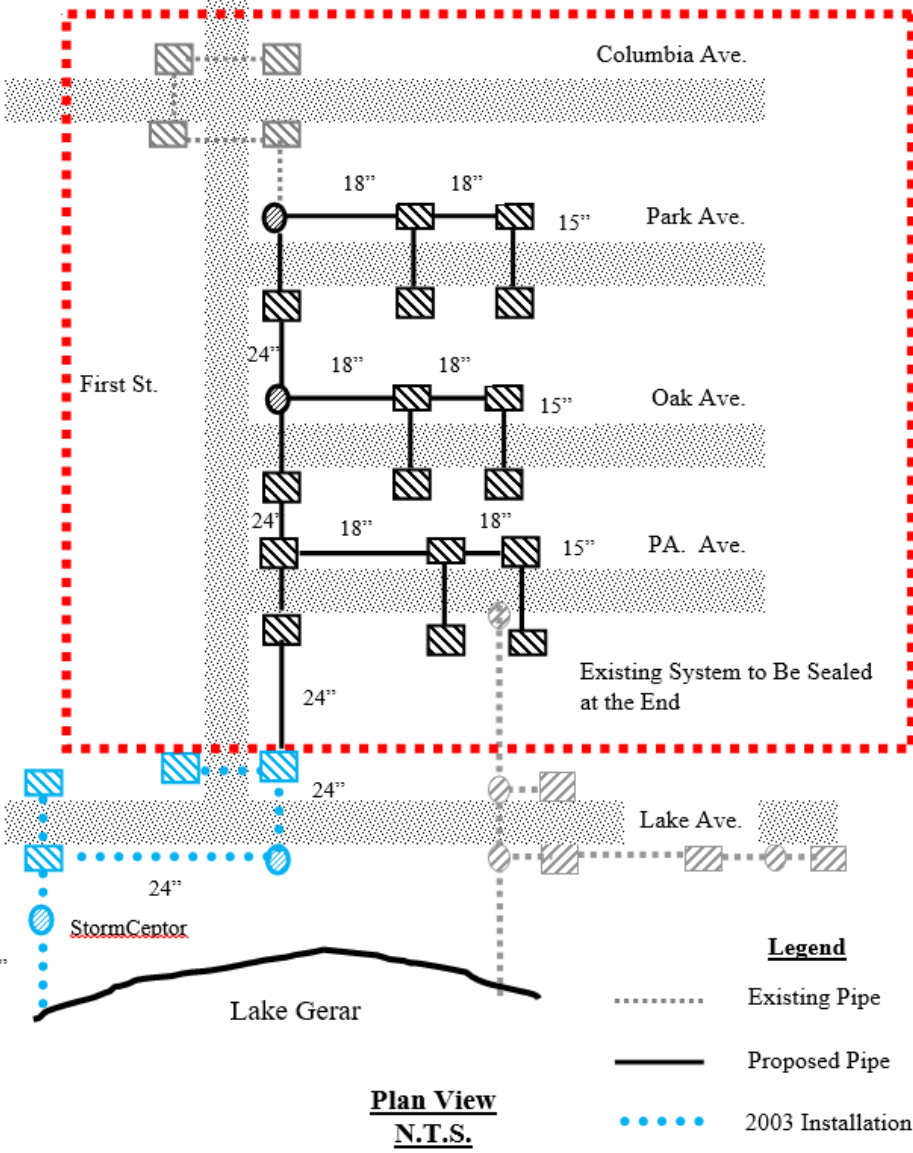 Columbia Ave.
18”
18”
15”
Park Ave.
24”
18”
18”
First St.
15”
Oak Ave.
24”
18”
18”
15”
PA. Ave.
Existing System to Be Sealed
at the End
24”
24”
Lake Ave.
24”
StormCeptor
”
Legend
Lake Gerar
Existing Pipe
Proposed Pipe
Plan View
N.T.S.
2003 Installation